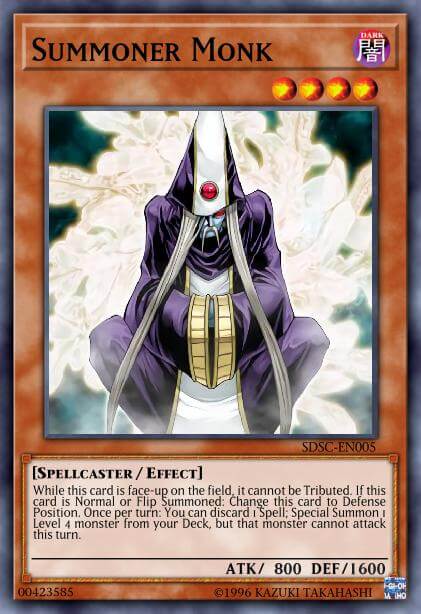 Summoner Monk
DARK
闇
SDSC-EN005
[Spellcaster / Effect]
While this card is face-up on the field, it cannot be Tributed. If this
card is Normal or Flip Summoned: Change this card to Defense
Position. Once per turn: You can discard 1 Spell; Special Summon 1
Level 4 monster from your Deck, but that monster cannot attack
this turn.
ATK/ 800 DEF/1600
00423585
©1996 KAZUKI TAKAHASHI